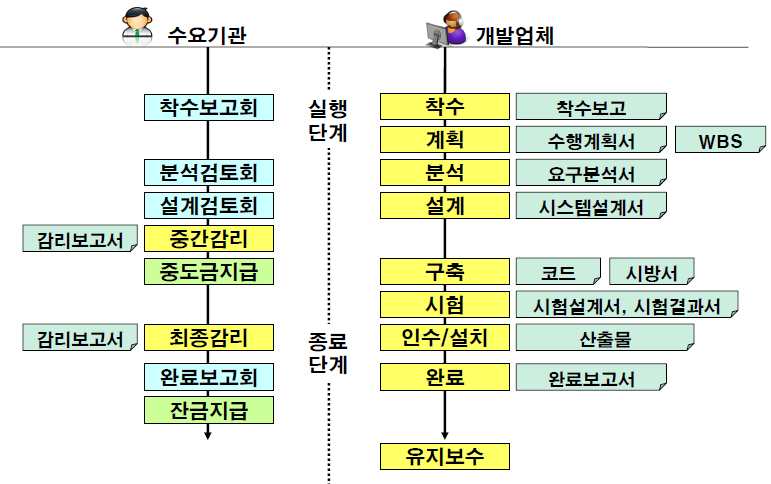 수요기관
개발업체
착수보고회
실행
단계
착수
착수보고
계획
수행계획서
WBS
분석검토회
분석
요구분석서
설계검토회
설계
시스템설계서
감리보고서
중간감리
중도금지급
구축
코드
시방서
시험
시험설계서, 시험결과서
감리보고서
최종감리
종료
단계
인수/설치
산출물
완료보고회
완료
완료보고서
잔금지급
유지보수